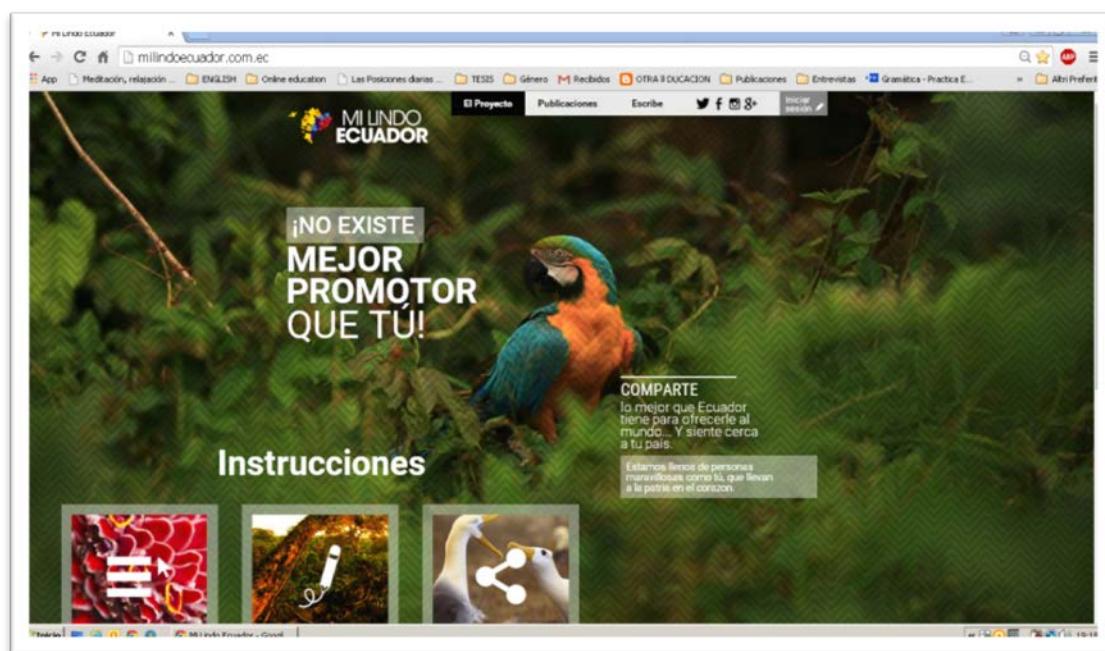 Mi Lindo Ecuador
milindoecuador.com.ec
ABP
App Meditación, relajación ... ENGLISH Online education Las Posiciones diarias ... TESIS Género Recibidos OTRA II DUCACION Publicaciones Entrevistas Gramática - Practica E... » Altri Preferit
El Proyecto Publicaciones Escribe Iniciar sesión
MI LINDO
ECUADOR
¡NO EXISTE
MEJOR
PROMOTOR
QUE TÚ!
COMPARTE
lo mejor que Ecuador
tiene para ofrecerle al
mundo... Y siente cerca
a tu país.
Estamos llenos de personas
maravillosas como tú, que llevan
a la patria en el corazon.
Instrucciones
Inicio Mi Lindo Ecuador - Googl...